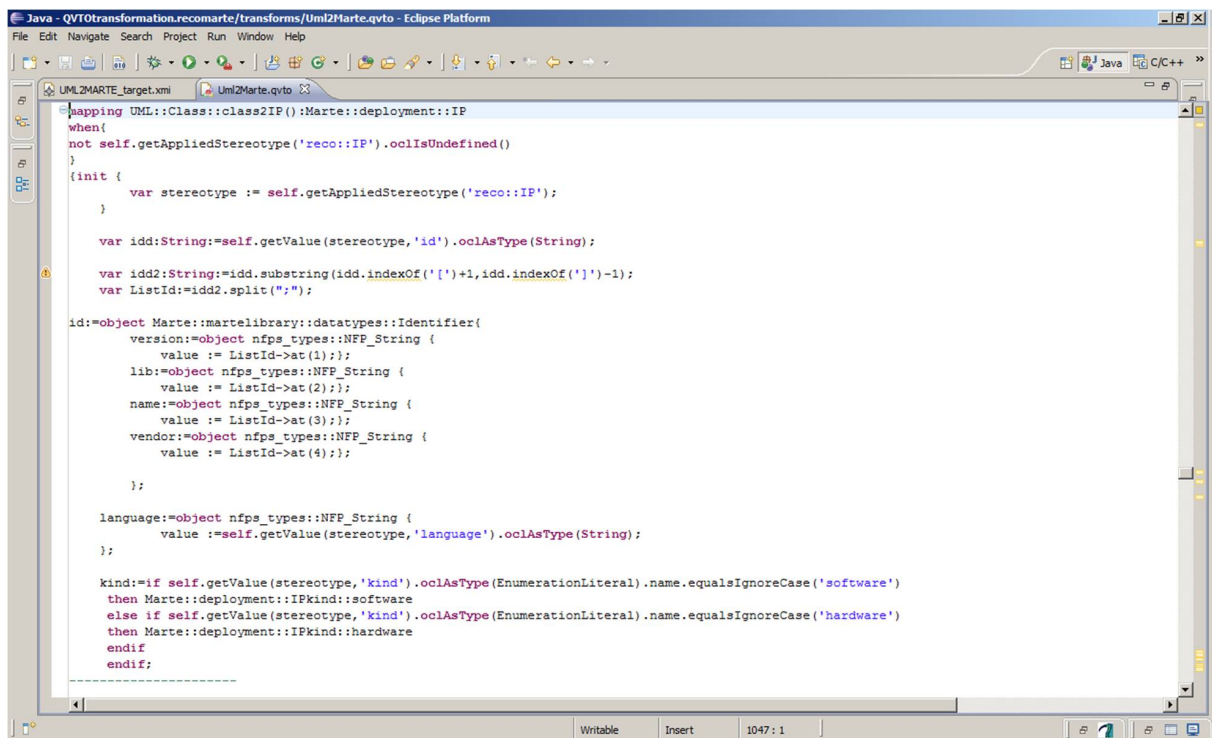 Java - QVTOtransformation.recomarte/transforms/Uml2Marte.qvto - Eclipse Platform
File Edit Navigate Search Project Run Window Help
Java C/C++ »
UML2MARTE_target.xmi Uml2Marte.qvto
mapping UML::Class::class2IP():Marte::deployment::IP
when{
not self.getAppliedStereotype('reco::IP').oclIsUndefined()
}
{init {
var stereotype := self.getAppliedStereotype('reco::IP');
}
var idd:String:=self.getValue(stereotype,'id').oclAsType(String);
var idd2:String:=idd.substring(idd.indexOf('[')+1,idd.indexOf(']')-1);
var ListId:=idd2.split(";");
id:=object Marte::martelibrary::datatypes::Identifier{
version:=object nfps_types::NFP_String {
value := ListId->at(1);};
lib:=object nfps_types::NFP_String {
value := ListId->at(2);};
name:=object nfps_types::NFP_String {
value := ListId->at(3);};
vendor:=object nfps_types::NFP_String {
value := ListId->at(4);};
};
language:=object nfps_types::NFP_String {
value :=self.getValue(stereotype,'language').oclAsType(String);
};
kind:=if self.getValue(stereotype,'kind').oclAsType(EnumerationLiteral).name.equalsIgnoreCase('software')
then Marte::deployment::IPkind::software
else if self.getValue(stereotype,'kind').oclAsType(EnumerationLiteral).name.equalsIgnoreCase('hardware')
then Marte::deployment::IPkind::hardware
endif
endif;
----------------------
Writable Insert 1047 : 1